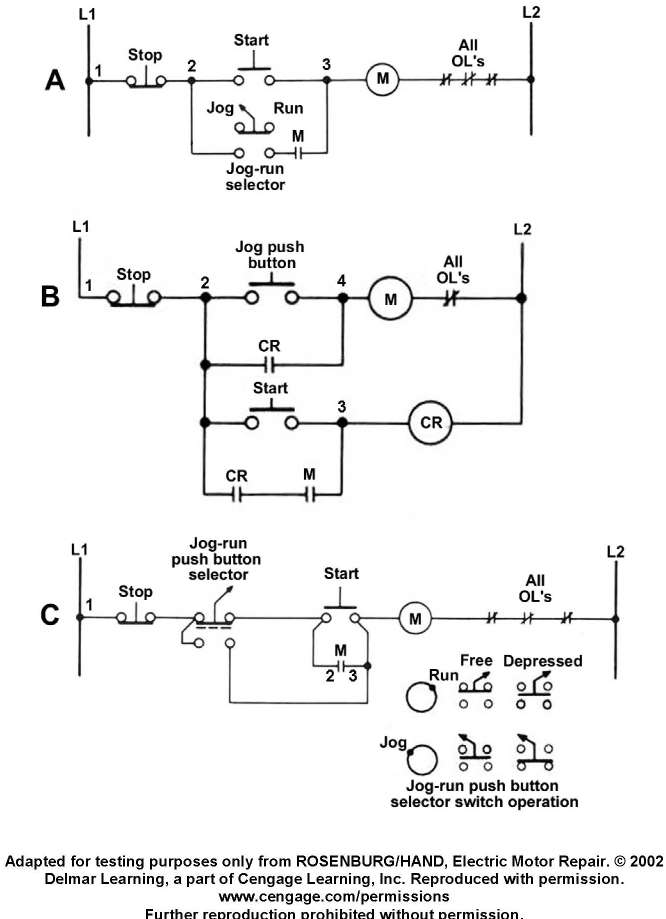 L1
L2
A
1
Stop
2
Start
3
M
All
OL's
Jog
Run
M
Jog-run
selector
L1
L2
B
1
Stop
2
Jog push
button
4
M
All
OL's
CR
Start
3
CR
CR
M
L1
L2
C
1
Stop
Jog-run
push button
selector
Start
M
All
OL's
M
2 3
Free Depressed
Run
Jog
Jog-run push button
selector switch operation
Adapted for testing purposes only from ROSENBURG/HAND, Electric Motor Repair. © 2002
Delmar Learning, a part of Cengage Learning, Inc. Reproduced with permission.
www.cengage.com/permissions
Further reproduction prohibited without permission.